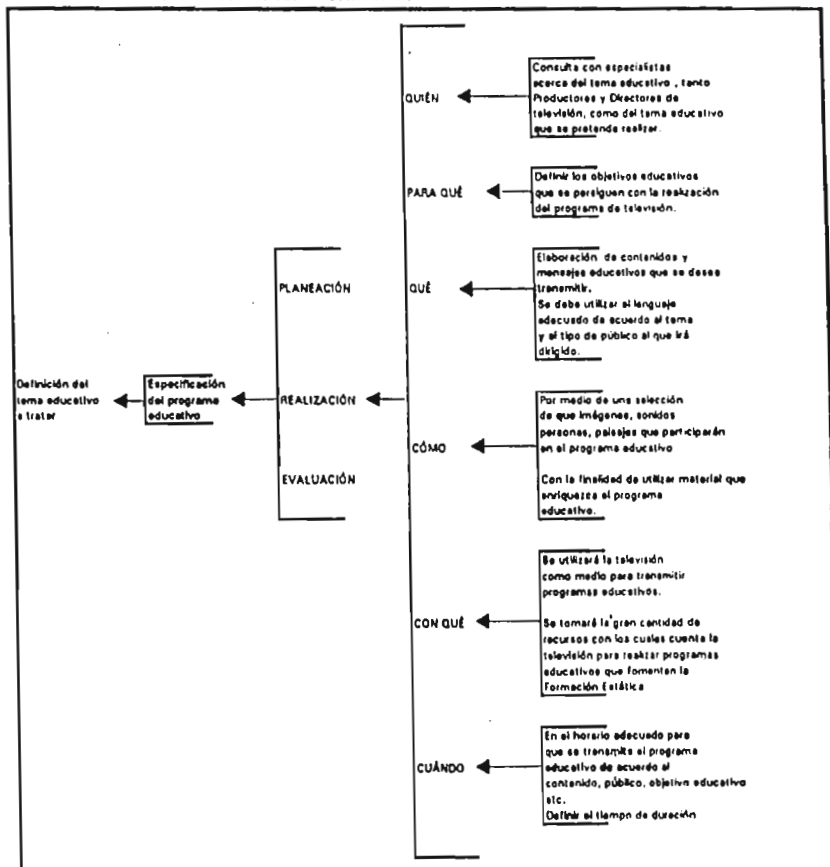 Definición del
tema educativo
a tratar
Especificación
del programa
educativo
PLANEACIÓN
REALIZACIÓN
EVALUACIÓN
QUIÉN
Consulta con especialistas
acerca del tema educativo , tanto
Productores y Directores de
televisión, como del tema educativo
que se pretende realizar.
PARA QUÉ
Definir los objetivos educativos
que se persiguen con la realización
del programa de televisión.
QUÉ
Elaboración de contenidos y
mensajes educativos que se desea
transmitir.
Se debe utilizar el lenguaje
adecuado de acuerdo al tema
y al tipo de público al que irá
dirigido.
CÓMO
Por medio de una selección
de que imágenes, sonidos
personas, paisajes que participarán
en el programa educativo
Con la finalidad de utilizar material que
enriquezca el programa
educativo.
CON QUÉ
Se utilizará la televisión
como medio para transmitir
programas educativos.
Se tomará la gran cantidad de
recursos con los cuales cuenta la
televisión para realizar programas
educativos que fomenten la
Formación Estática
CUÁNDO
En el horario adecuado para
que se transmita el programa
educativo de acuerdo al
contenido, público, objetivo educativo
etc.
Definir el tiempo de duración